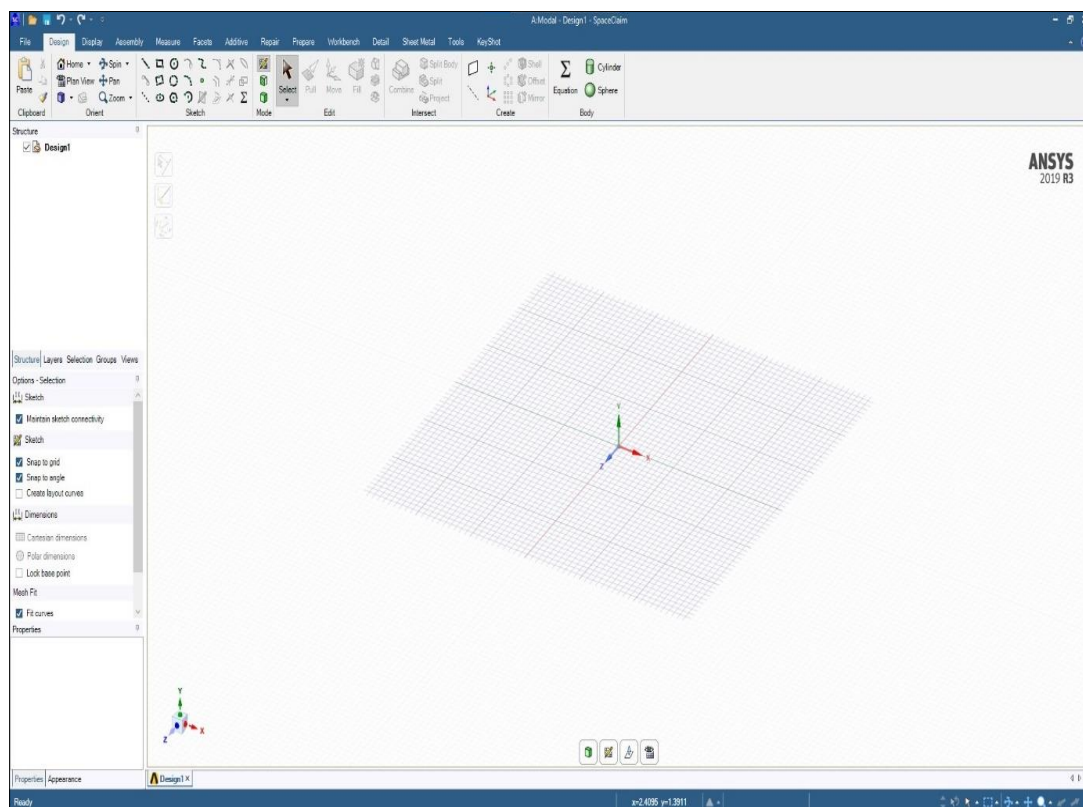 A:Modal - Design1 - SpaceClaim
File Design Display Assembly Measure Facets Additive Repair Prepare Workbench Detail Sheet Metal Tools KeyShot
Paste
Home
Spin
Plan View
Pan
Zoom
Select
Pull
Move
Fill
Combine
Split Body
Split
Project
Shell
Offset
Mirror
Equation
Cylinder
Sphere
Clipboard Orient Sketch Mode Edit Intersect Create Body
Structure
Design1
Structure Layers Selection Groups Views
Options - Selection
Sketch
Maintain sketch connectivity
Sketch
Snap to grid
Snap to angle
Create layout curves
Dimensions
Cartesian dimensions
Polar dimensions
Lock base point
Mesh Fit
Fit curves
Properties
Properties Appearance
ANSYS
2019 R3
Y
X
Z
Y
X
Z
Design1
Ready
x=2.4095 y=1.3911